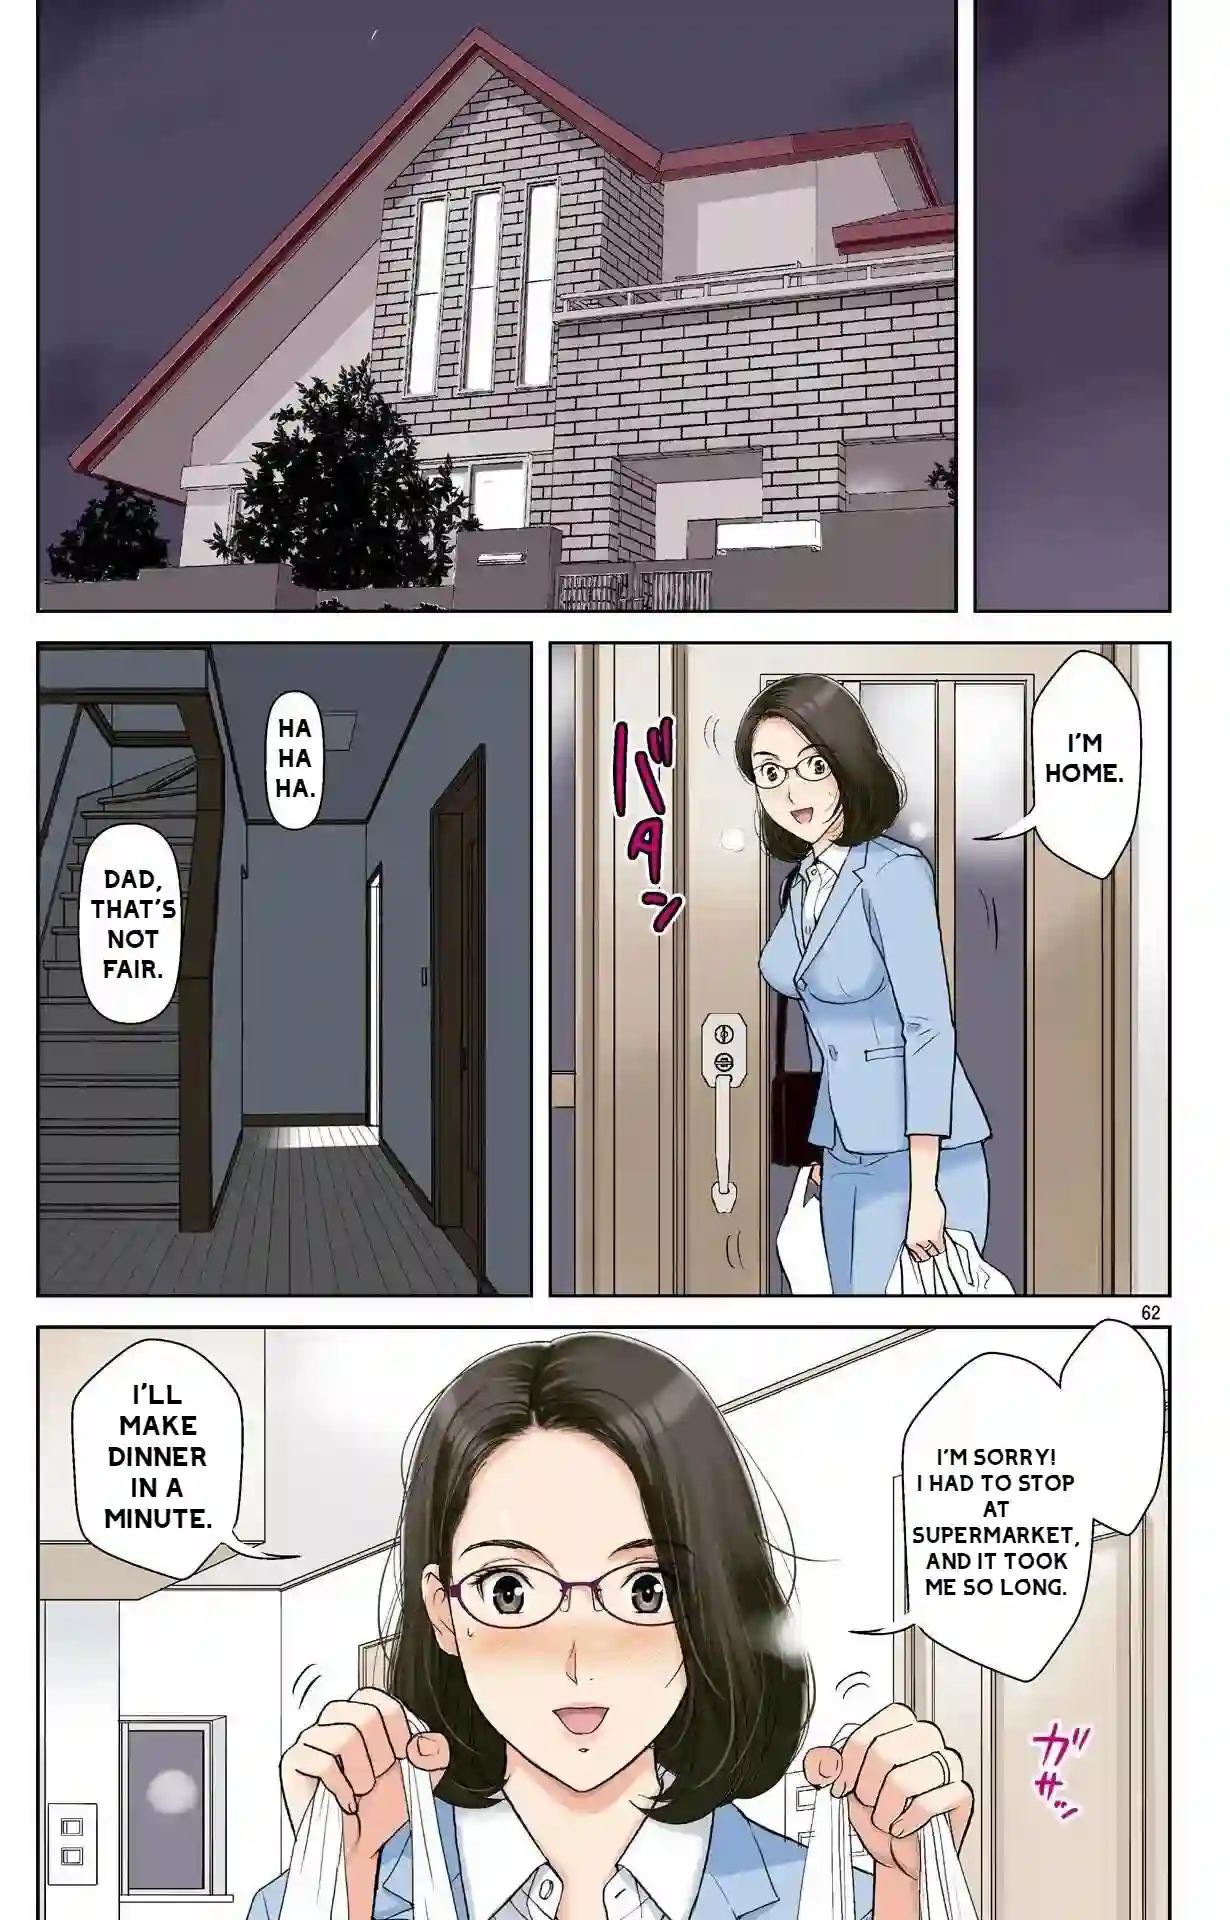 HA
HA
HA.
DAD,
THAT'S
NOT
FAIR.
I'M
HOME.
バタン
62
I'LL
MAKE
DINNER
IN A
MINUTE.
I'M SORRY!
I HAD TO STOP
AT
SUPERMARKET,
AND IT TOOK
ME SO LONG.
ガサッ